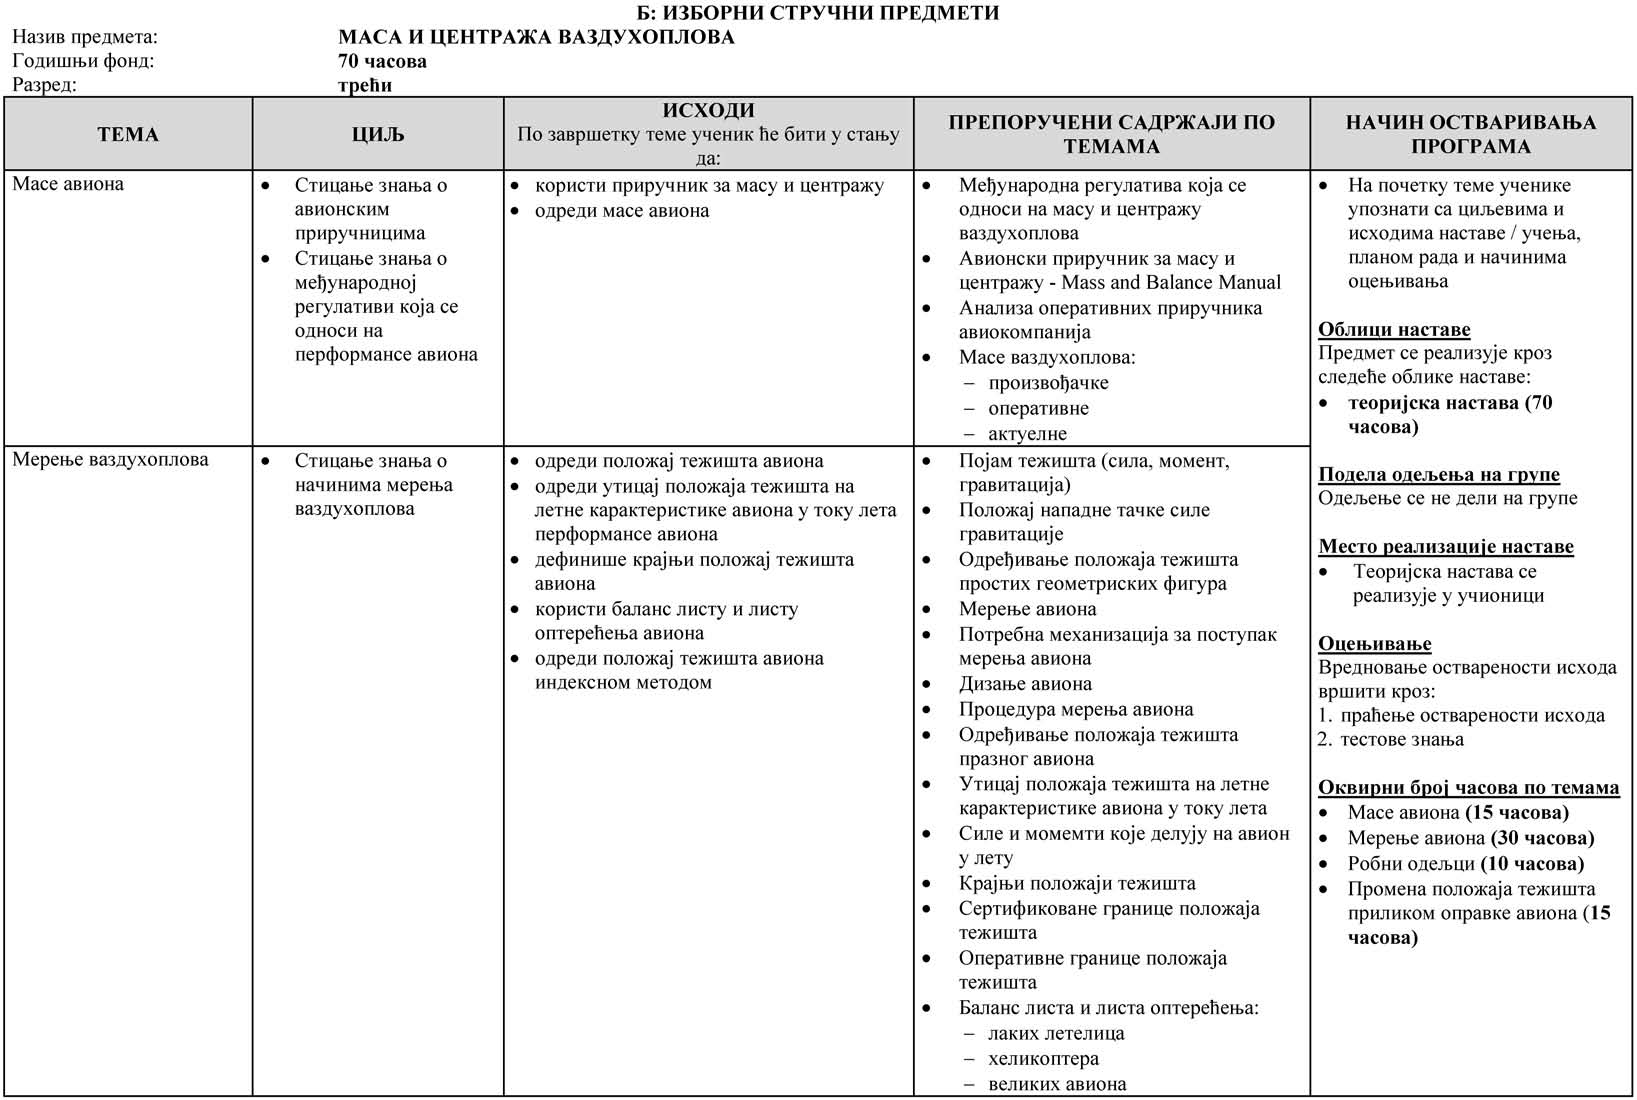 Б: ИЗБОРНИ СТРУЧНИ ПРЕДМЕТИ
Назив предмета: МАСА И ЦЕНТРАЖА ВАЗДУХОПЛОВА
Годишњи фонд: 70 часова
Разред: трећи
ТЕМА
ЦИЉ
ИСХОДИ
По завршетку теме ученик ће бити у стању
да:
ПРЕПОРУЧЕНИ САДРЖАЈИ ПО
ТЕМАМА
НАЧИН ОСТВАРИВАЊА
ПРОГРАМА
Масе авиона
• Стицање знања о
авионским
приручницима
• Стицање знања о
међународној
регулативи која се
односи на
перформансе авиона
• користи приручник за масу и центражу
• одреди масе авиона
• Међународна регулатива која се
односи на масу и центражу
ваздухоплова
• Авионски приручник за масу и
центражу - Mass and Balance Manual
• Анализа оперативних приручника
авиокомпанија
• Масе ваздухоплова:
− произвођачке
− оперативне
− актуелне
Мерење ваздухоплова
• Стицање знања о
начинима мерења
ваздухоплова
• одреди положај тежишта авиона
• одреди утицај положаја тежишта на
летне карактеристике авиона у току лета
перформансе авиона
• дефинише крајњи положај тежишта
авиона
• користи баланс листу и листу
оптерећења авиона
• одреди положај тежишта авиона
индексном методом
• Појам тежишта (сила, момент,
гравитација)
• Положај нападне тачке силе
гравитације
• Одређивање положаја тежишта
простих геометриских фигура
• Мерење авиона
• Потребна механизација за поступак
мерења авиона
• Дизање авиона
• Процедура мерења авиона
• Одређивање положаја тежишта
празног авиона
• Утицај положаја тежишта на летне
карактеристике авиона у току лета
• Силе и момемти које делују на авион
у лету
• Крајњи положаји тежишта
• Сертификоване границе положаја
тежишта
• Оперативне границе положаја
тежишта
• Баланс листа и листа оптерећења:
− лаких летелица
− хеликоптера
− великих авиона
• На почетку теме ученике
упознати са циљевима и
исходима наставе / учења,
планом рада и начинима
оцењивања
Облици наставе
Предмет се реализује кроз
следеће облике наставе:
• теоријска настава (70
часова)
Подела одељења на групе
Одељење се не дели на групе
Место реализације наставе
• Теоријска настава се
реализује у учионици
Оцењивање
Вредновање остварености исхода
вршити кроз:
1. праћење остварености исхода
2. тестове знања
Оквирни број часова по темама
• Масе авиона (15 часова)
• Мерење авиона (30 часова)
• Робни одељци (10 часова)
• Промена положаја тежишта
приликом оправке авиона (15
часова)